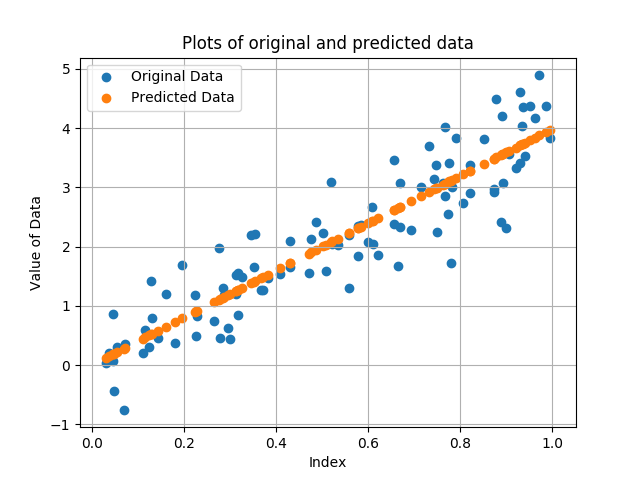 Plots of original and predicted data
Original Data
Predicted Data
5
4
3
2
1
0
−1
Value of Data
0.0 0.2 0.4 0.6 0.8 1.0
Index